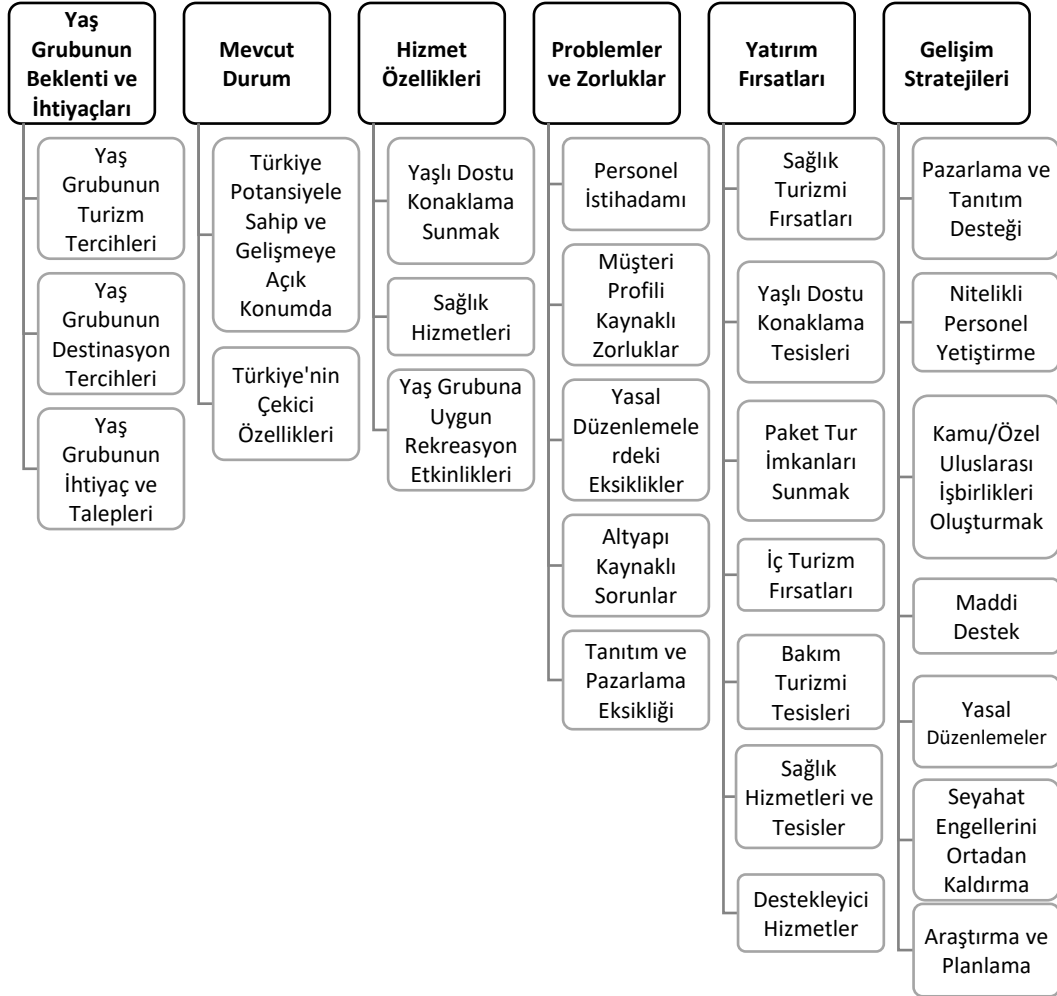 Yaş
Grubunun
Beklenti ve
İhtiyaçları
Yaş
Grubunun
Turizm
Tercihleri
Yaş
Grubunun
Destinasyon
Tercihleri
Yaş
Grubunun
İhtiyaç ve
Talepleri
Mevcut
Durum
Türkiye
Potansiyele
Sahip ve
Gelişmeye
Açık
Konumda
Türkiye'nin
Çekici
Özellikleri
Hizmet
Özellikleri
Yaşlı Dostu
Konaklama
Sunmak
Sağlık
Hizmetleri
Yaş Grubuna
Uygun
Rekreasyon
Etkinlikleri
Problemler
ve Zorluklar
Personel
İstihadamı
Müşteri
Profili
Kaynaklı
Zorluklar
Yasal
Düzenlemele
rdeki
Eksiklikler
Altyapı
Kaynaklı
Sorunlar
Tanıtım ve
Pazarlama
Eksikliği
Yatırım
Fırsatları
Sağlık
Turizmi
Fırsatları
Yaşlı Dostu
Konaklama
Tesisleri
Paket Tur
İmkanları
Sunmak
İç Turizm
Fırsatları
Bakım
Turizmi
Tesisleri
Sağlık
Hizmetleri ve
Tesisler
Destekleyici
Hizmetler
Gelişim
Stratejileri
Pazarlama ve
Tanıtım
Desteği
Nitelikli
Personel
Yetiştirme
Kamu/Özel
Uluslarası
İşbirlikleri
Oluşturmak
Maddi
Destek
Yasal
Düzenlemeler
Seyahat
Engellerini
Ortadan
Kaldırma
Araştırma ve
Planlama